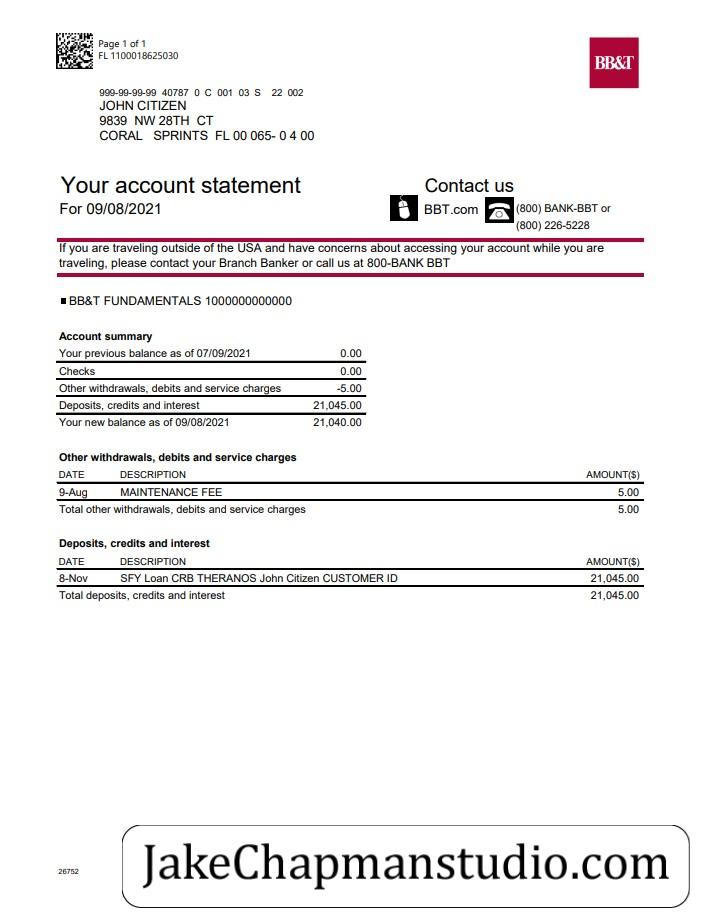 Page 1 of 1
FL 1100018625030
BB&T
999-99-99-99 40787 0 C 001 03 S 22 002
JOHN CITIZEN
9839 NW 28TH CT
CORAL SPRINTS FL 00 065- 0 4 00
Your account statement
For 09/08/2021
Contact us
BBT.com
(800) BANK-BBT or
(800) 226-5228
If you are traveling outside of the USA and have concerns about accessing your account while you are
traveling, please contact your Branch Banker or call us at 800-BANK BBT
BB&T FUNDAMENTALS 1000000000000
Account summary
Your previous balance as of 07/09/2021 0.00
Checks 0.00
Other withdrawals, debits and service charges -5.00
Deposits, credits and interest 21,045.00
Your new balance as of 09/08/2021 21,040.00
Other withdrawals, debits and service charges
DATE DESCRIPTION AMOUNT($)
9-Aug MAINTENANCE FEE 5.00
Total other withdrawals, debits and service charges 5.00
Deposits, credits and interest
DATE DESCRIPTION AMOUNT($)
8-Nov SFY Loan CRB THERANOS John Citizen CUSTOMER ID 21,045.00
Total deposits, credits and interest 21,045.00
26752
JakeChapmanstudio.com